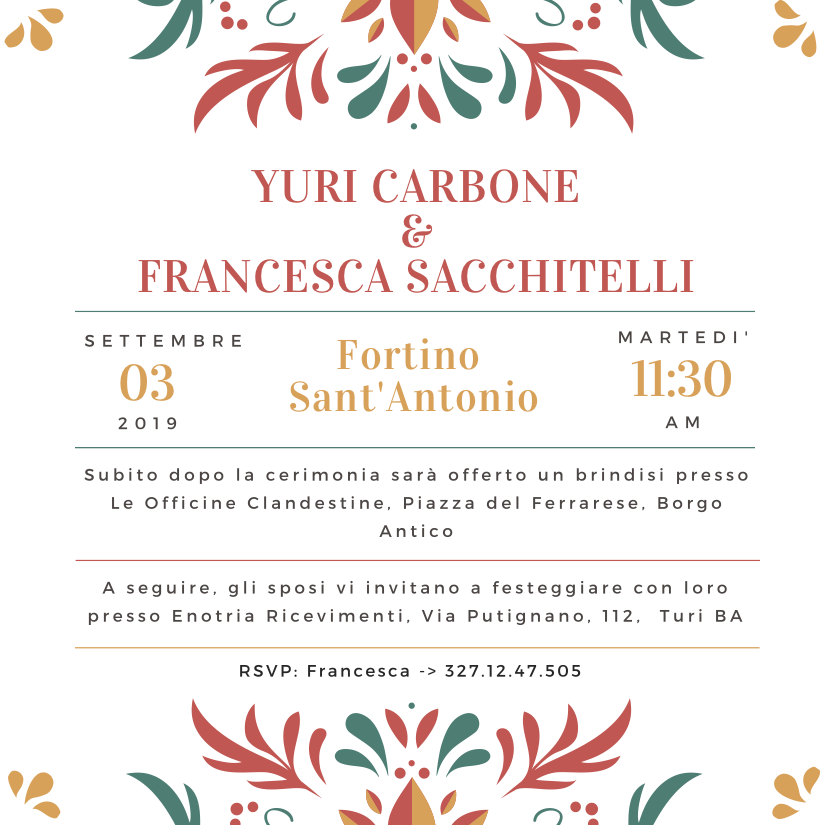 YURI CARBONE
&
FRANCESCA SACCHITELLI
SETTEMBRE
03
2019
Fortino
Sant'Antonio
MARTEDI'
11:30
AM
Subito dopo la cerimonia sarà offerto un brindisi presso
Le Officine Clandestine, Piazza del Ferrarese, Borgo
Antico
A seguire, gli sposi vi invitano a festeggiare con loro
presso Enotria Ricevimenti, Via Putignano, 112, Turi BA
RSVP: Francesca -> 327.12.47.505